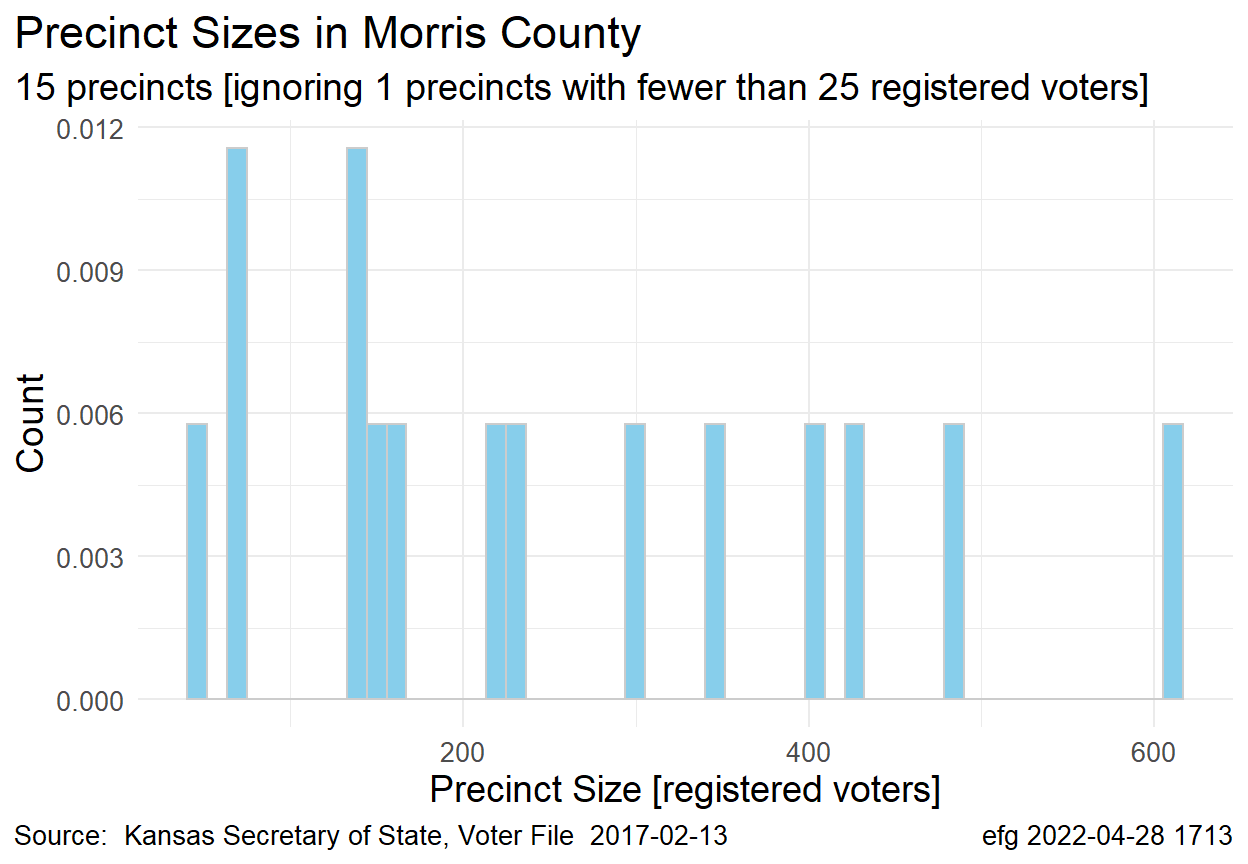 Precinct Sizes in Morris County
15 precincts [ignoring 1 precincts with fewer than 25 registered voters]
0.012
0.009
0.006
0.003
0.000
Count
200 400 600
Precinct Size [registered voters]
Source:  Kansas Secretary of State, Voter File  2017-02-13
efg 2022-04-28 1713